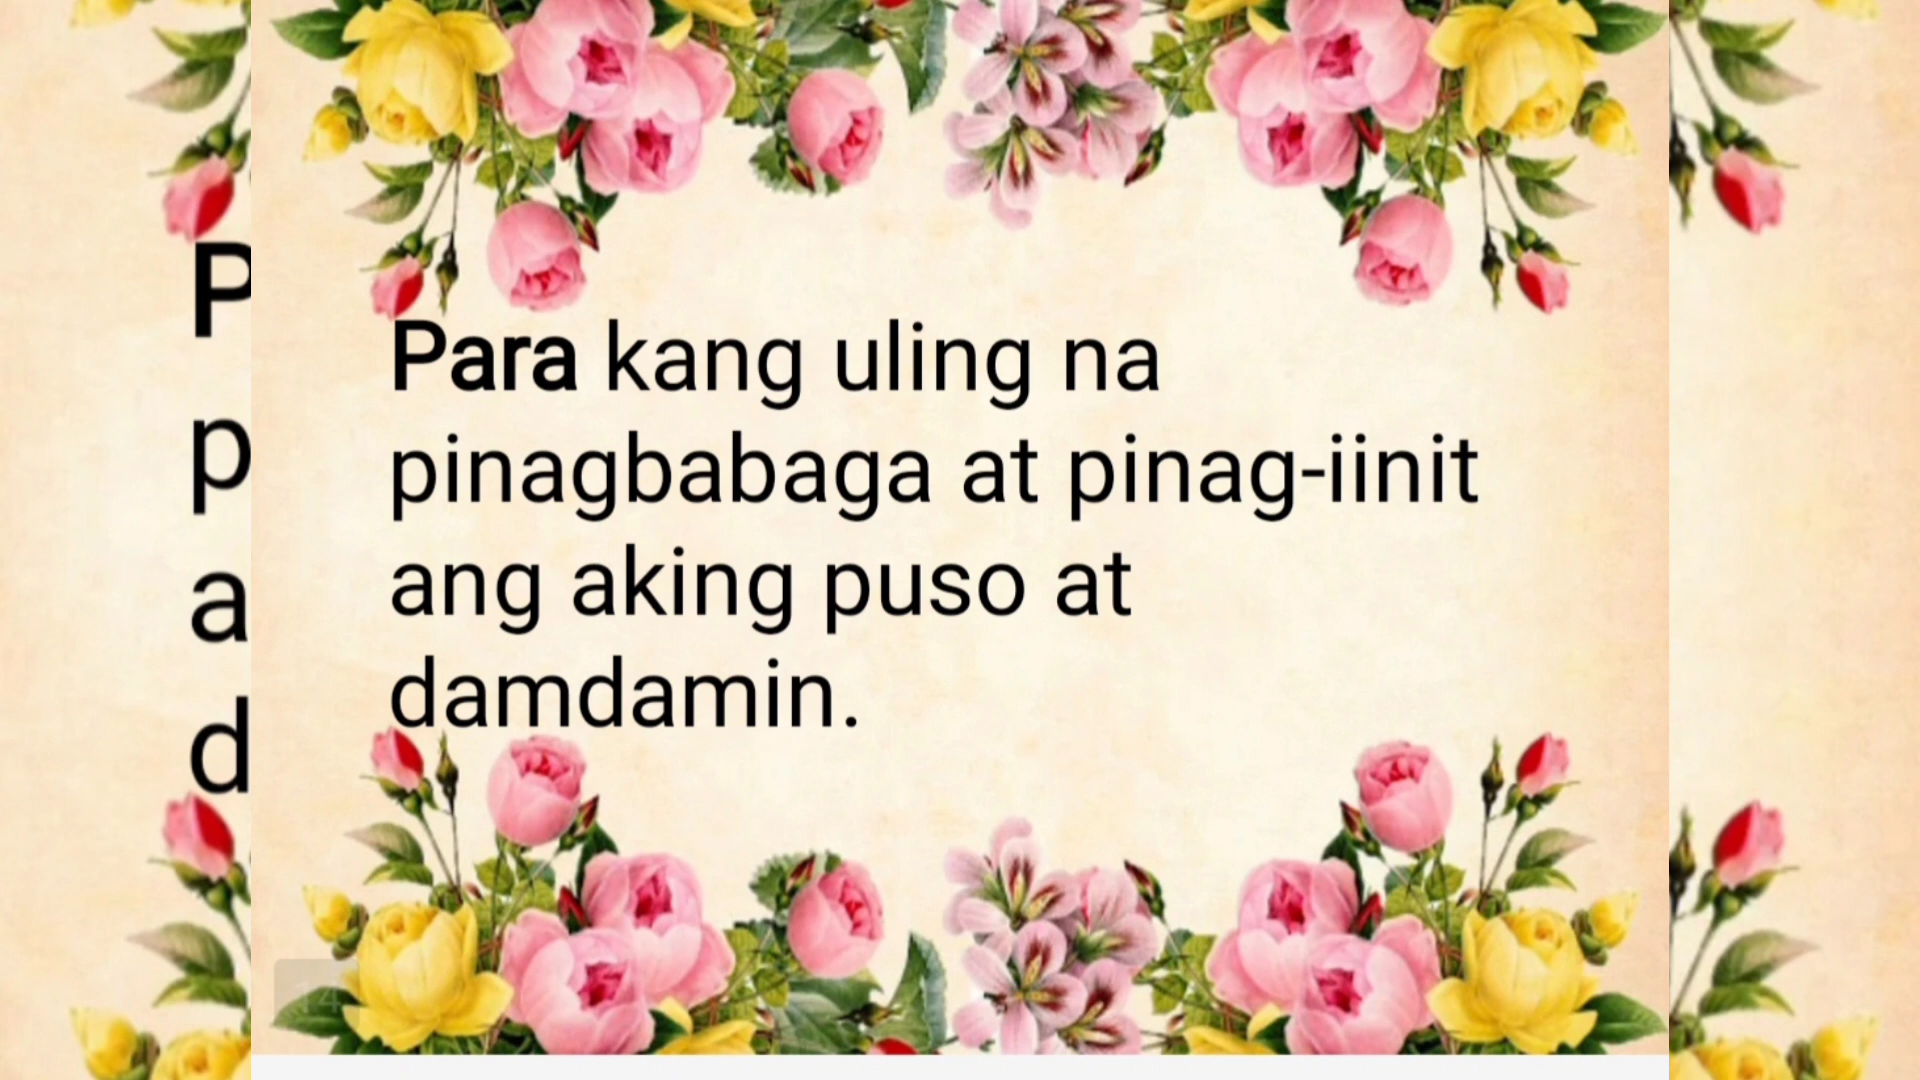 Para kang uling na
pinagbabaga at pinag-iinit
ang aking puso at
damdamin.